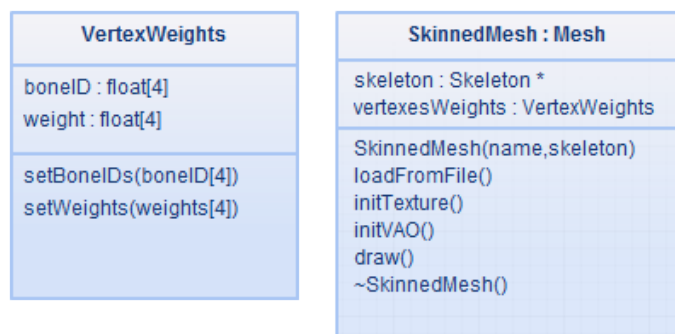 VertexWeights
boneID : float[4]
weight : float[4]
setBoneIDs(boneID[4])
setWeights(weights[4])
SkinnedMesh : Mesh
skeleton : Skeleton *
vertexesWeights : VertexWeights
SkinnedMesh(name,skeleton)
loadFromFile()
initTexture()
initVAO()
draw()
~SkinnedMesh()